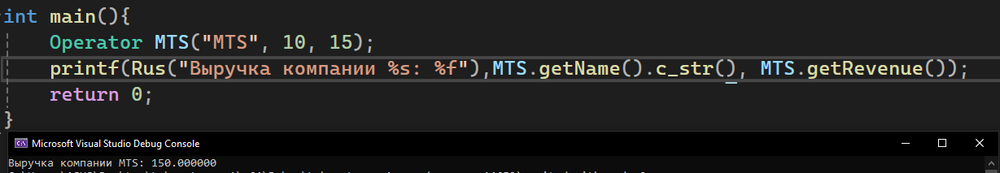 int main(){
Operator MTS("MTS", 10, 15);
printf(Rus("Выручка компании %s: %f"),MTS.getName().c_str(), MTS.getRevenue());
return 0;
}
Microsoft Visual Studio Debug Console
Выручка компании MTS: 150.000000